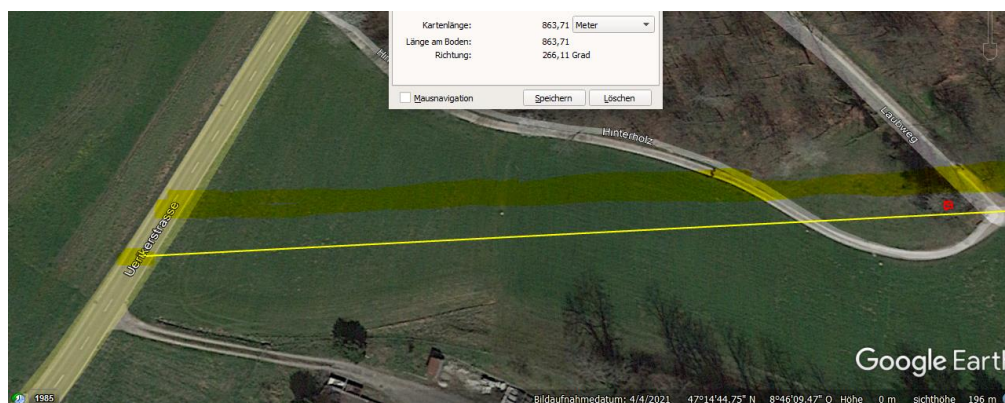 Kartenlänge: 863,71 Meter
Länge am Boden: 863,71
Richtung: 266,11 Grad
Mausnavigation Speichern Löschen
Hinterholz
Laubweg
Uerikerstrasse
Google Earth
1985
Bildaufnahmedatum: 4/4/2021 47°14'44.75" N 8°46'09.47" O Höhe 0 m sichthöhe 196 m